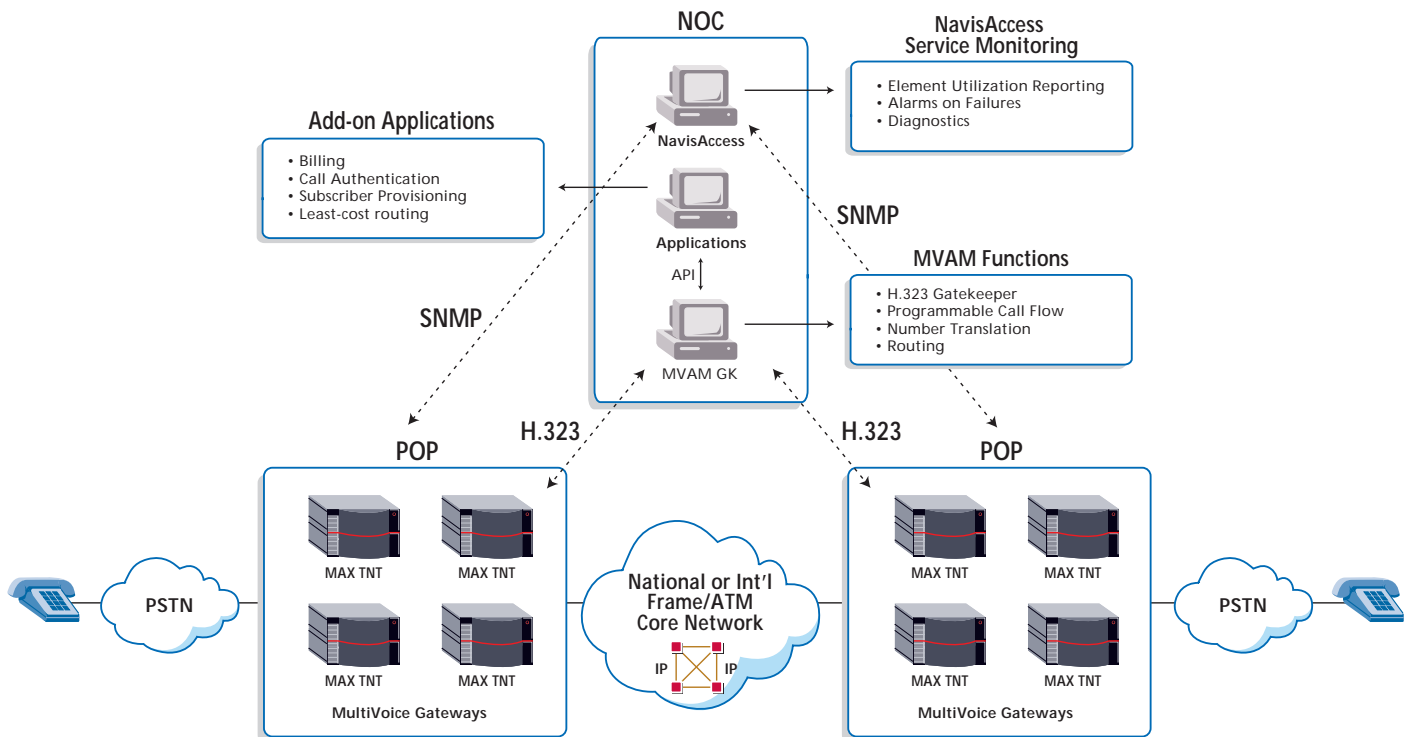 NOC
NavisAccess
Service Monitoring
• Element Utilization Reporting
• Alarms on Failures
• Diagnostics
NavisAccess
Add-on Applications
• Billing
• Call Authentication
• Subscriber Provisioning
• Least-cost routing
Applications
API
MVAM GK
SNMP
SNMP
MVAM Functions
• H.323 Gatekeeper
• Programmable Call Flow
• Number Translation
• Routing
H.323
H.323
POP
MAX TNT
MAX TNT
MAX TNT
MAX TNT
MultiVoice Gateways
POP
MAX TNT
MAX TNT
MAX TNT
MAX TNT
MultiVoice Gateways
PSTN
National or Int'l
Frame/ATM
Core Network
IP
IP
PSTN